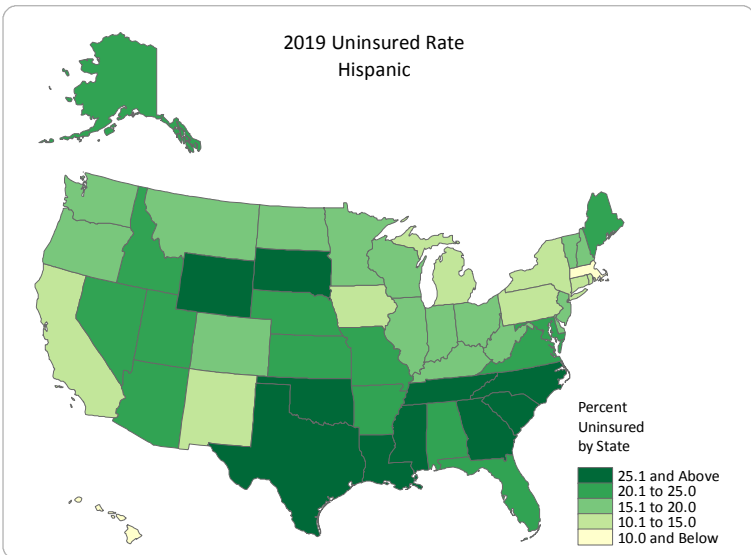 2019 Uninsured Rate
Hispanic
Percent
Uninsured
by State
25.1 and Above
20.1 to 25.0
15.1 to 20.0
10.1 to 15.0
10.0 and Below